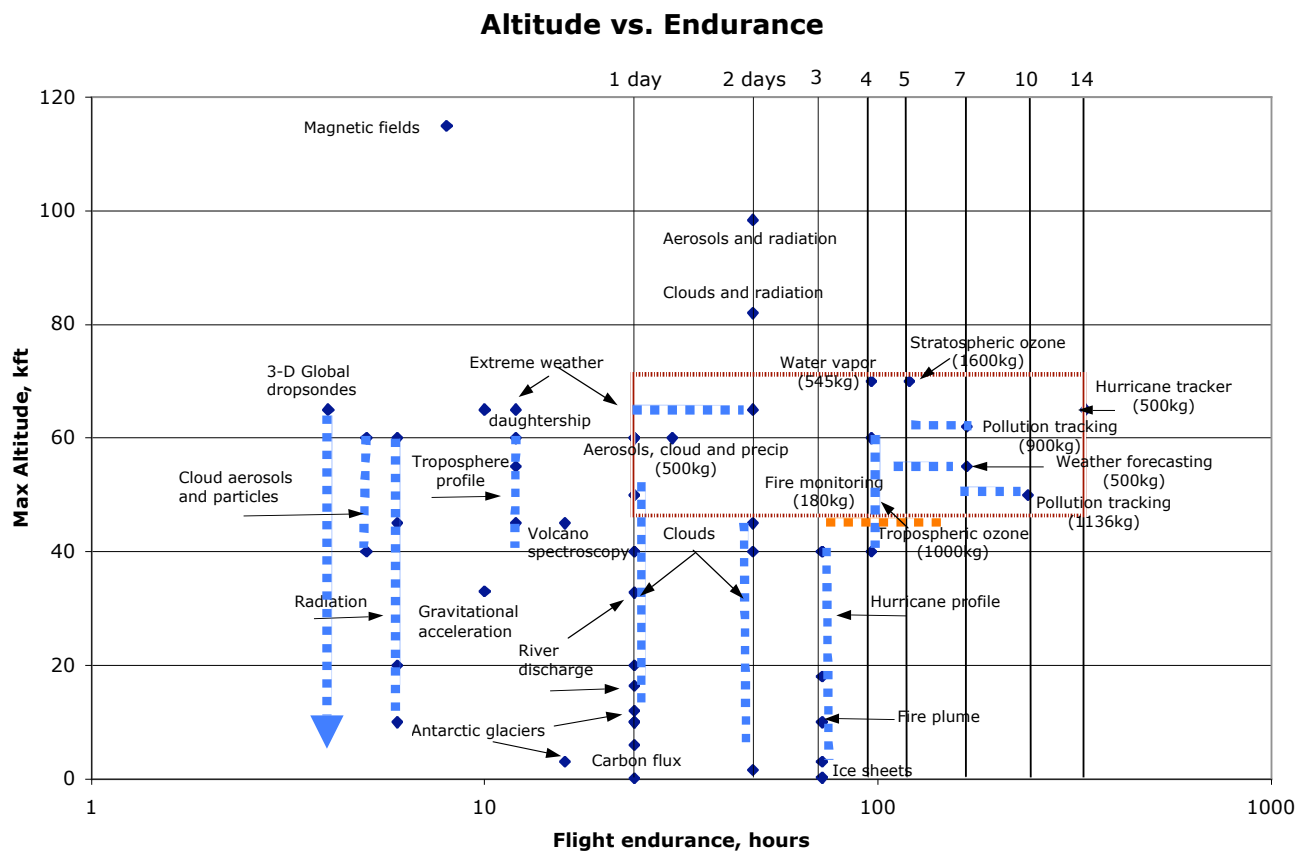 Altitude vs. Endurance
1 day
2 days
3
4
5
7
10
14
120
Magnetic fields
100
Aerosols and radiation
Clouds and radiation
80
Stratospheric ozone
(1600kg)
Water vapor
(545kg)
Extreme weather
3-D Global
dropsondes
Hurricane tracker
(500kg)
daughtership
Pollution tracking
(900kg)
60
Aerosols, cloud and precip
(500kg)
Troposphere
profile
Weather forecasting
(500kg)
Cloud aerosols
and particles
Fire monitoring
(180kg)
Pollution tracking
(1136kg)
Volcano
spectroscopy
Clouds
Tropospheric ozone
(1000kg)
40
Radiation
Gravitational
acceleration
Hurricane profile
River
discharge
20
Antarctic glaciers
Fire plume
Carbon flux
Ice sheets
0
1
10
100
1000
Max Altitude, kft
Flight endurance, hours